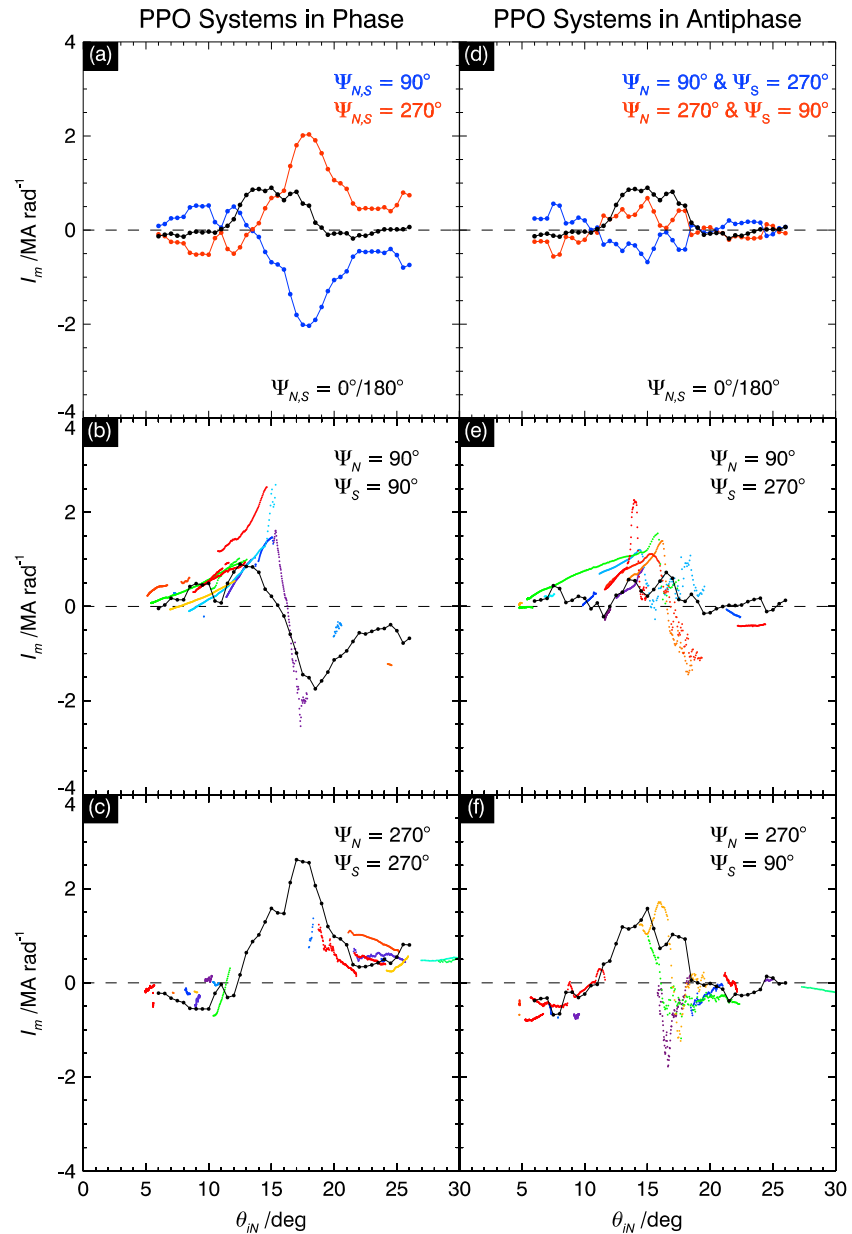 PPO Systems in Phase
PPO Systems in Antiphase
(a)
Ψ_N,S = 90°
Ψ_N,S = 270°
Ψ_N,S = 0°/180°
4
2
0
-2
-4
I_m /MA rad⁻¹
(d)
Ψ_N = 90° & Ψ_S = 270°
Ψ_N = 270° & Ψ_S = 90°
Ψ_N,S = 0°/180°
(b)
Ψ_N = 90°
Ψ_S = 90°
4
2
0
-2
-4
I_m /MA rad⁻¹
(e)
Ψ_N = 90°
Ψ_S = 270°
(c)
Ψ_N = 270°
Ψ_S = 270°
4
2
0
-2
-4
I_m /MA rad⁻¹
0 5 10 15 20 25 30
θ_iN /deg
(f)
Ψ_N = 270°
Ψ_S = 90°
5 10 15 20 25 30
θ_iN /deg